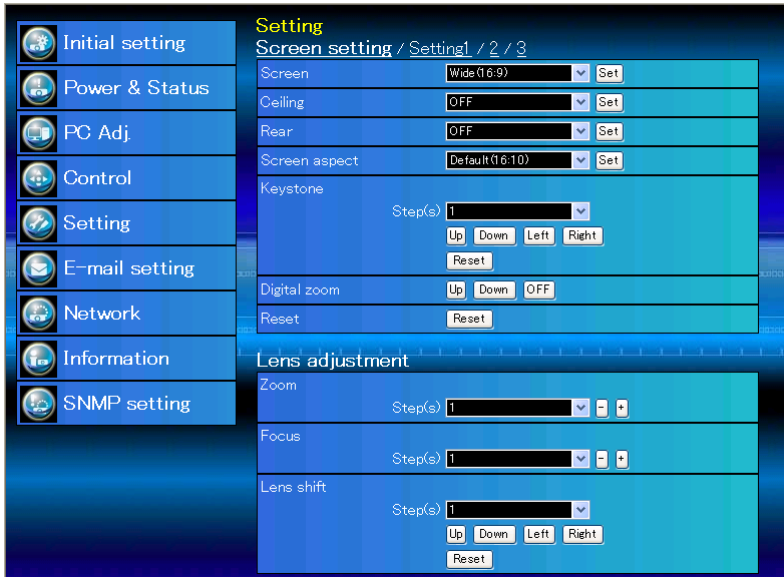 Initial setting
Power & Status
PC Adj.
Control
Setting
E-mail setting
Network
Information
SNMP setting
Setting
Screen setting / Setting1 / 2 / 3
Screen Wide(16:9) Set
Ceiling OFF Set
Rear OFF Set
Screen aspect Default(16:10) Set
Keystone
Step(s) 1
Up Down Left Right
Reset
Digital zoom Up Down OFF
Reset Reset
Lens adjustment
Zoom
Step(s) 1 - +
Focus
Step(s) 1 - +
Lens shift
Step(s) 1
Up Down Left Right
Reset